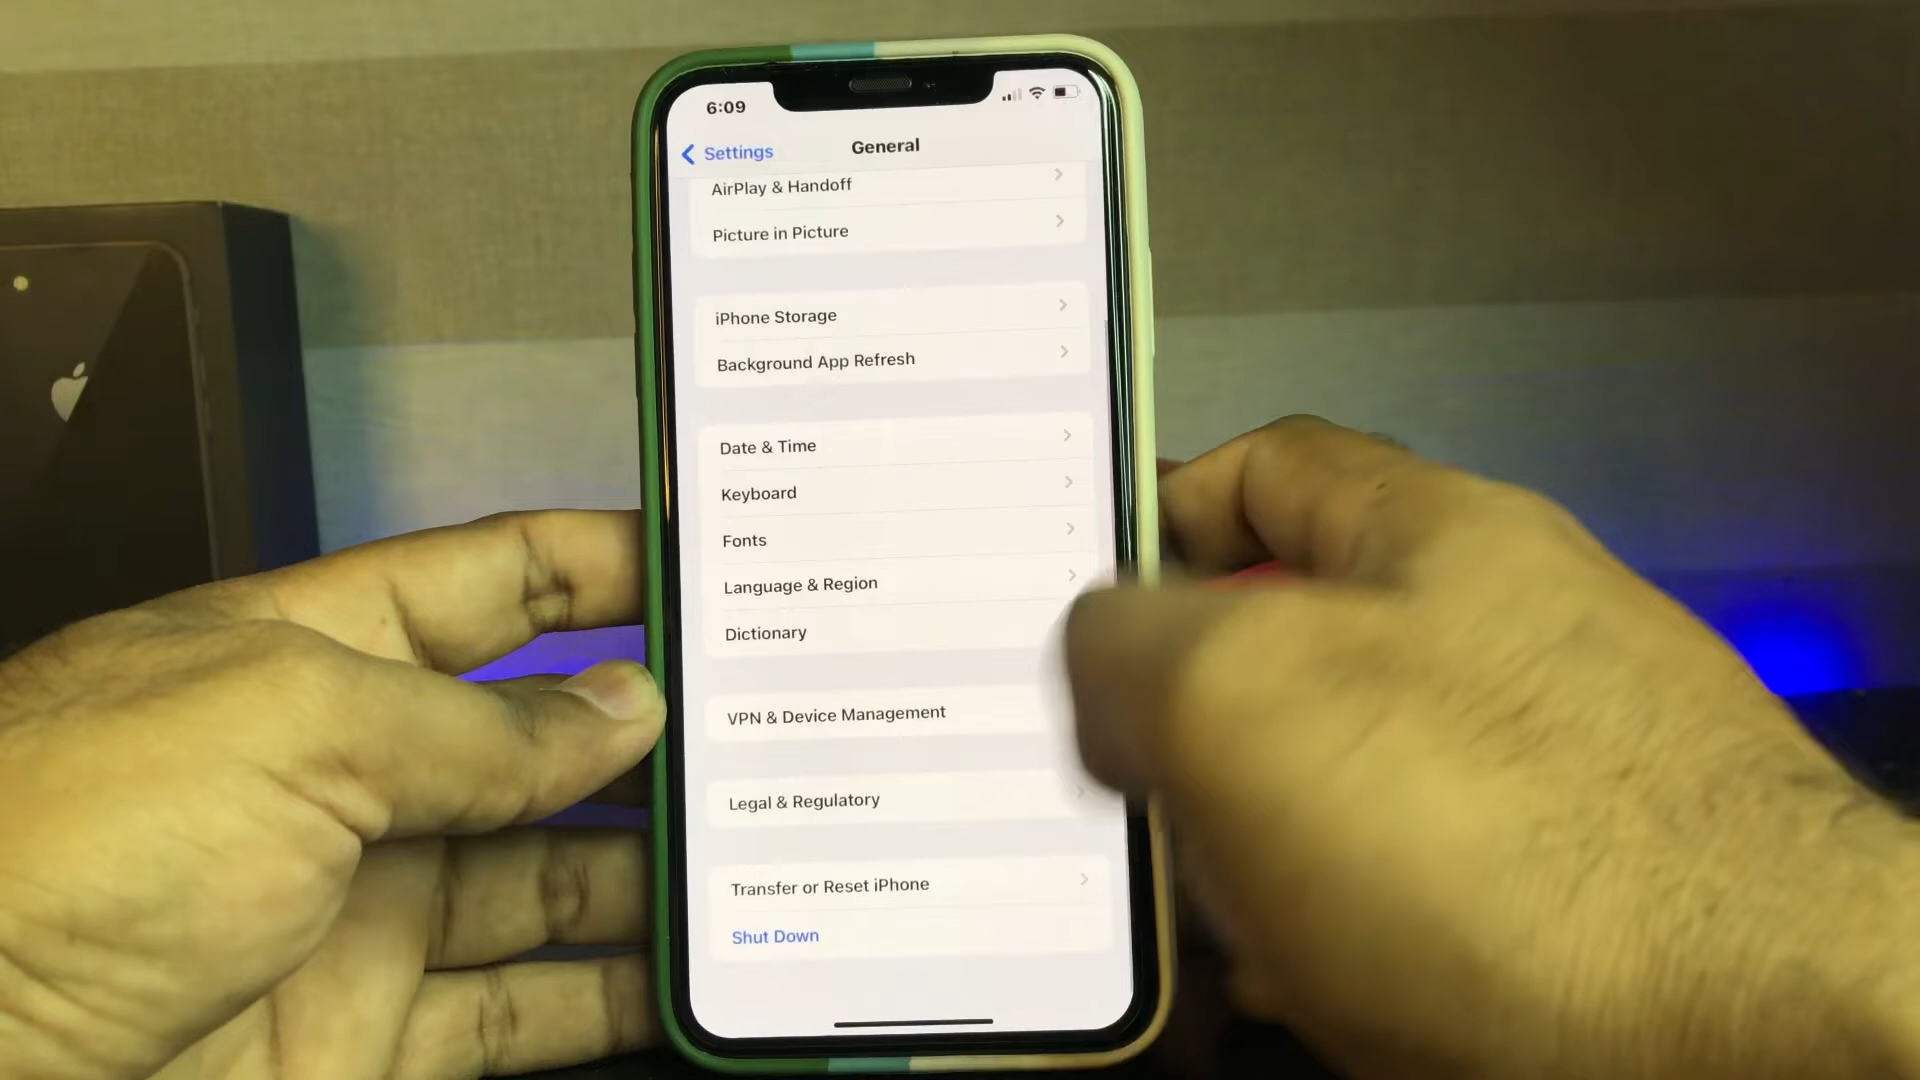 6:09
Settings
General
AirPlay & Handoff
Picture in Picture
iPhone Storage
Background App Refresh
Date & Time
Keyboard
Fonts
Language & Region
Dictionary
VPN & Device Management
Legal & Regulatory
Transfer or Reset iPhone
Shut Down